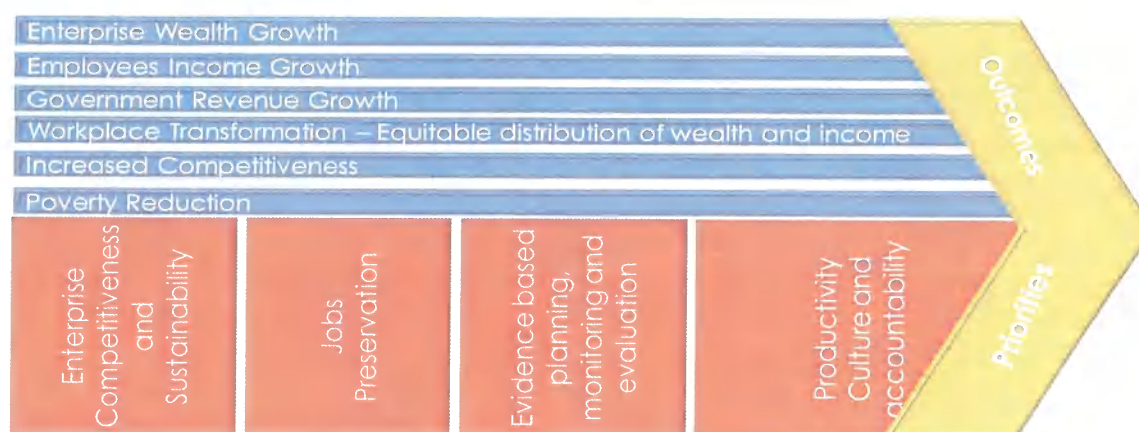 Enterprise Wealth Growth
Employees Income Growth
Government Revenue Growth
Workplace Transformation – Equitable distribution of wealth and income
Increased Competitiveness
Poverty Reduction
Outcomes
Enterprise
Competitiveness
and
Sustainability
Jobs
Preservation
Evidence based
planning,
monitoring and
evaluation
Productivity
Culture and
accountability
Priorities